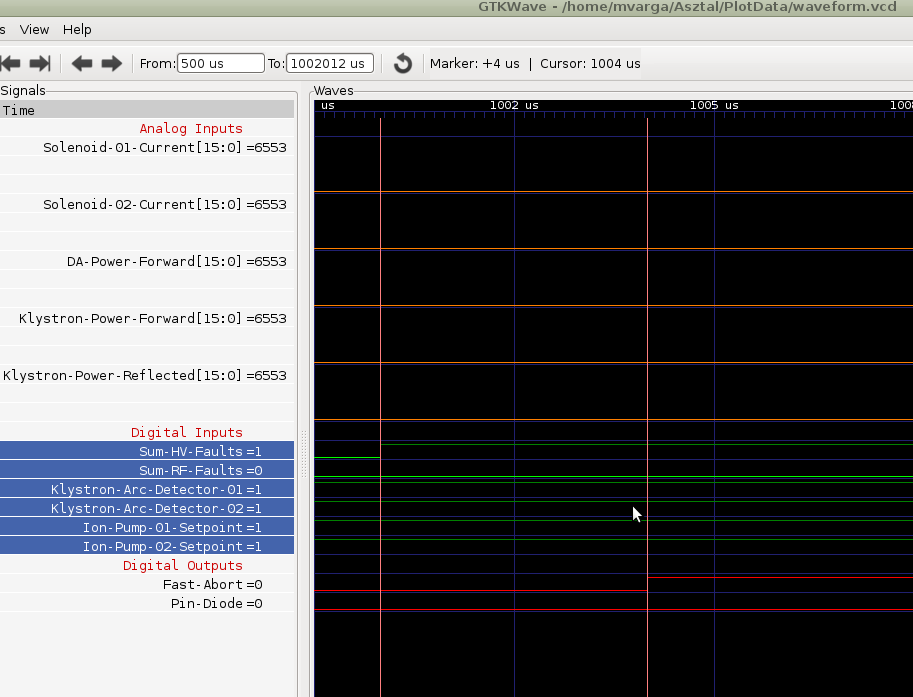 GTKWave - /home/mvarga/Asztal/PlotData/waveform.vcd
s View Help
From: 500 us To: 1002012 us Marker: +4 us | Cursor: 1004 us
Signals
Waves
Time
us 1002 us 1005 us 1008
Analog Inputs
Solenoid-01-Current[15:0] =6553
Solenoid-02-Current[15:0] =6553
DA-Power-Forward[15:0] =6553
Klystron-Power-Forward[15:0] =6553
Klystron-Power-Reflected[15:0] =6553
Digital Inputs
Sum-HV-Faults =1
Sum-RF-Faults =0
Klystron-Arc-Detector-01 =1
Klystron-Arc-Detector-02 =1
Ion-Pump-01-Setpoint =1
Ion-Pump-02-Setpoint =1
Digital Outputs
Fast-Abort =0
Pin-Diode =0